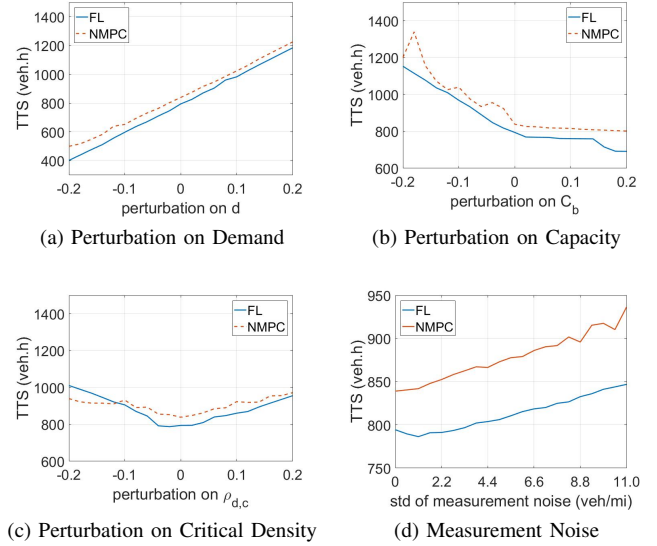 1400
1200
1000
800
600
400
TTS (veh.h)
FL
NMPC
-0.2 -0.1 0 0.1 0.2
perturbation on d
(a) Perturbation on Demand
1400
1200
1000
800
600
TTS (veh.h)
FL
NMPC
-0.2 -0.1 0 0.1 0.2
perturbation on C_b
(b) Perturbation on Capacity
1400
1200
1000
800
600
TTS (veh.h)
FL
NMPC
-0.2 -0.1 0 0.1 0.2
perturbation on ρ_d,c
(c) Perturbation on Critical Density
950
900
850
800
750
TTS (veh.h)
FL
NMPC
0 2.2 4.4 6.6 8.8 11.0
std of measurement noise (veh/mi)
(d) Measurement Noise